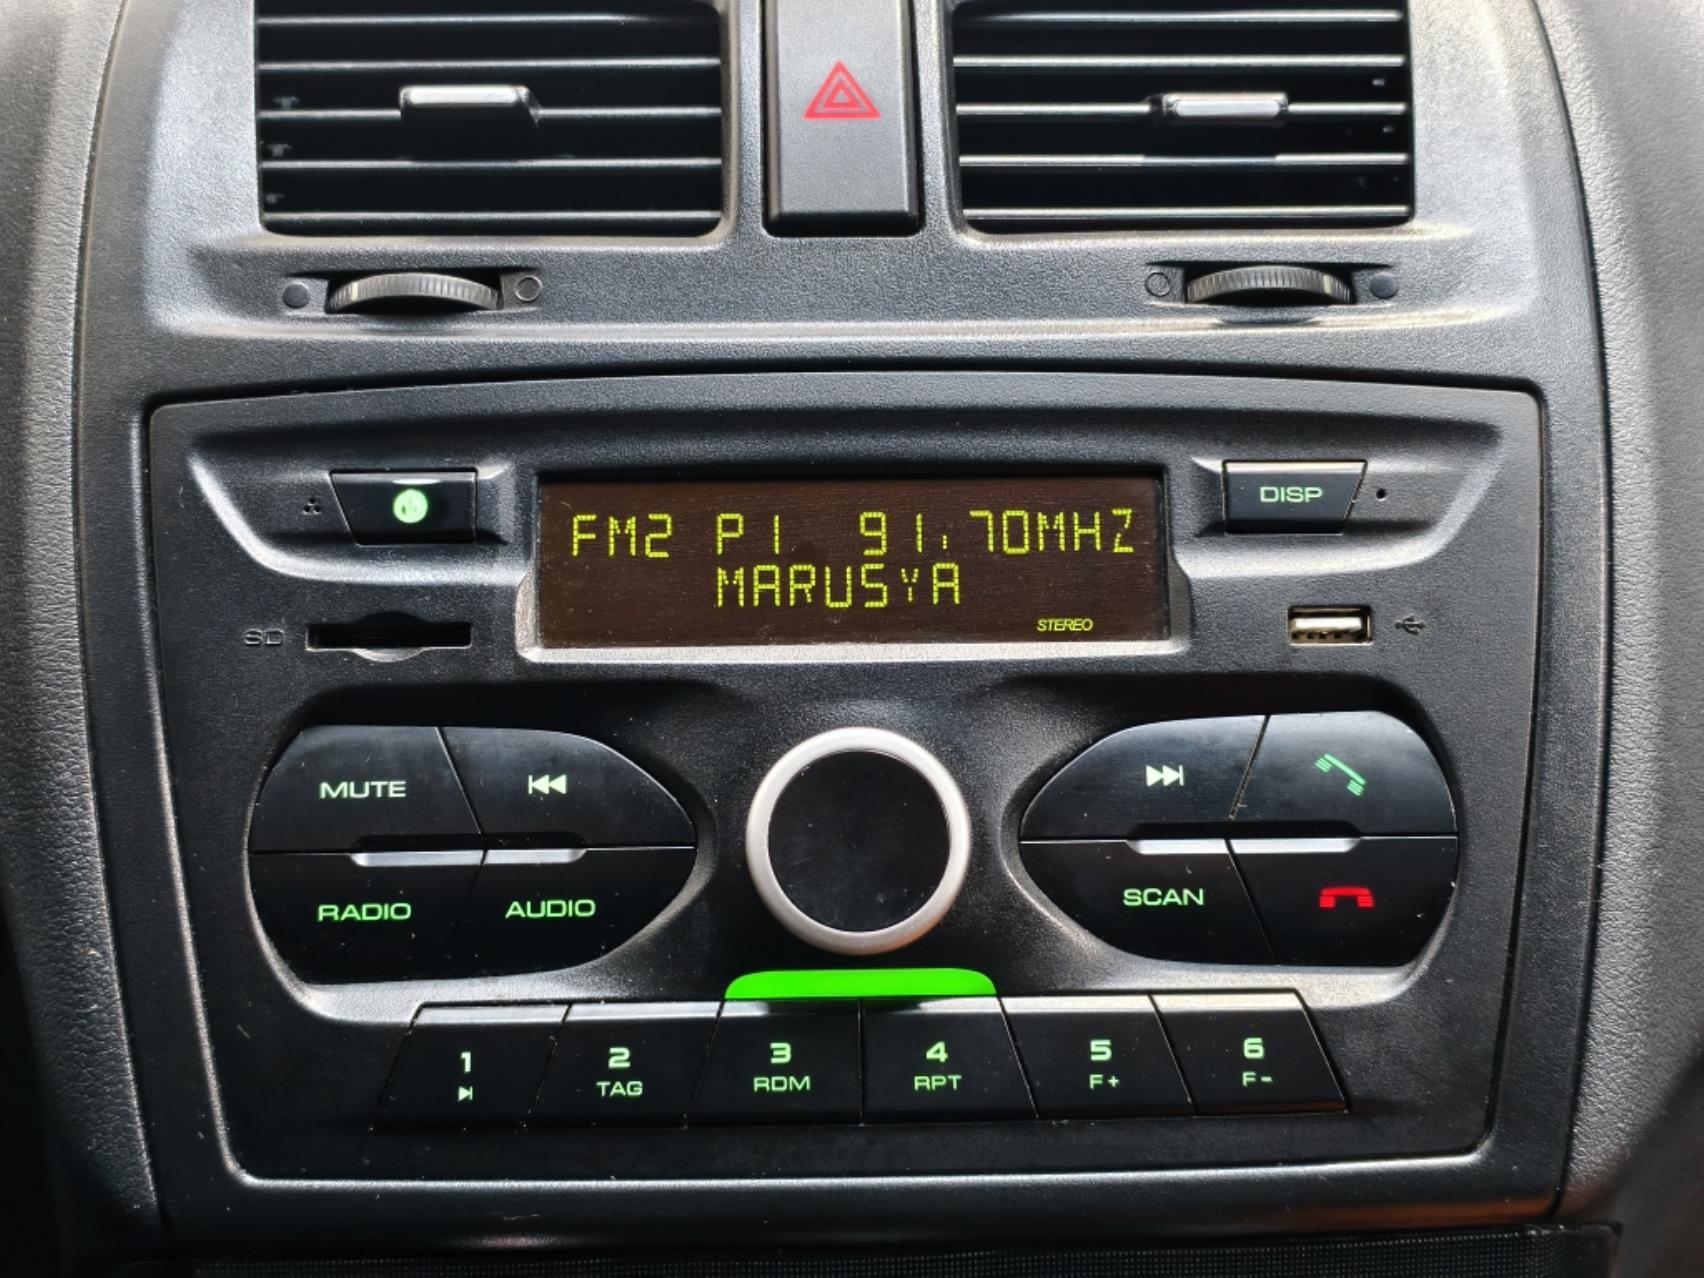 FM2 P1 91.70MHZ
MARUSYA
STEREO
DISP
SD
MUTE
RADIO
AUDIO
SCAN
1
2
TAG
3
RDM
4
RPT
5
F+
6
F-